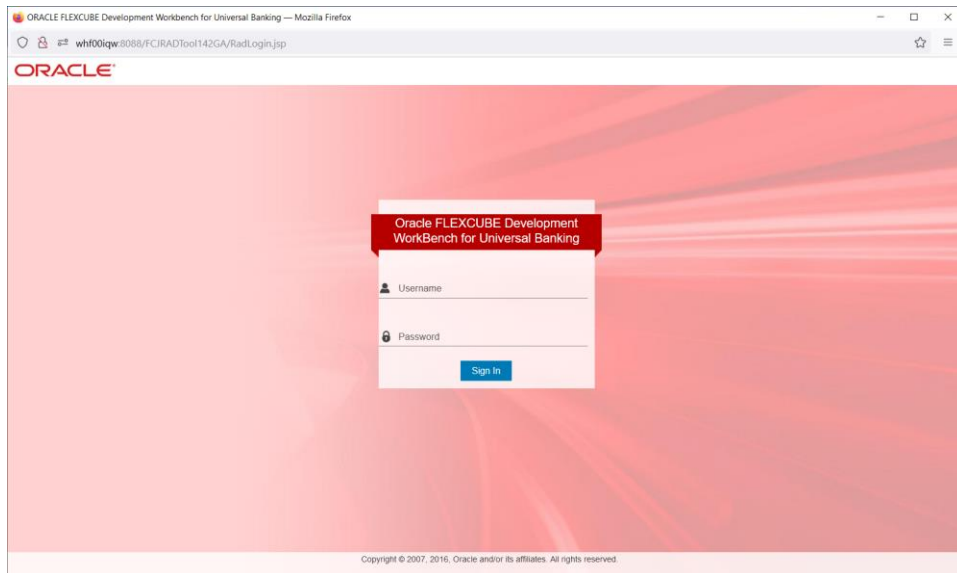 ORACLE FLEXCUBE Development Workbench for Universal Banking — Mozilla Firefox
whf00iqw:8088/FCJRADTool142GA/RadLogin.jsp
ORACLE
Oracle FLEXCUBE Development
WorkBench for Universal Banking
Username
Password
Sign In
Copyright © 2007, 2016, Oracle and/or its affiliates. All rights reserved.